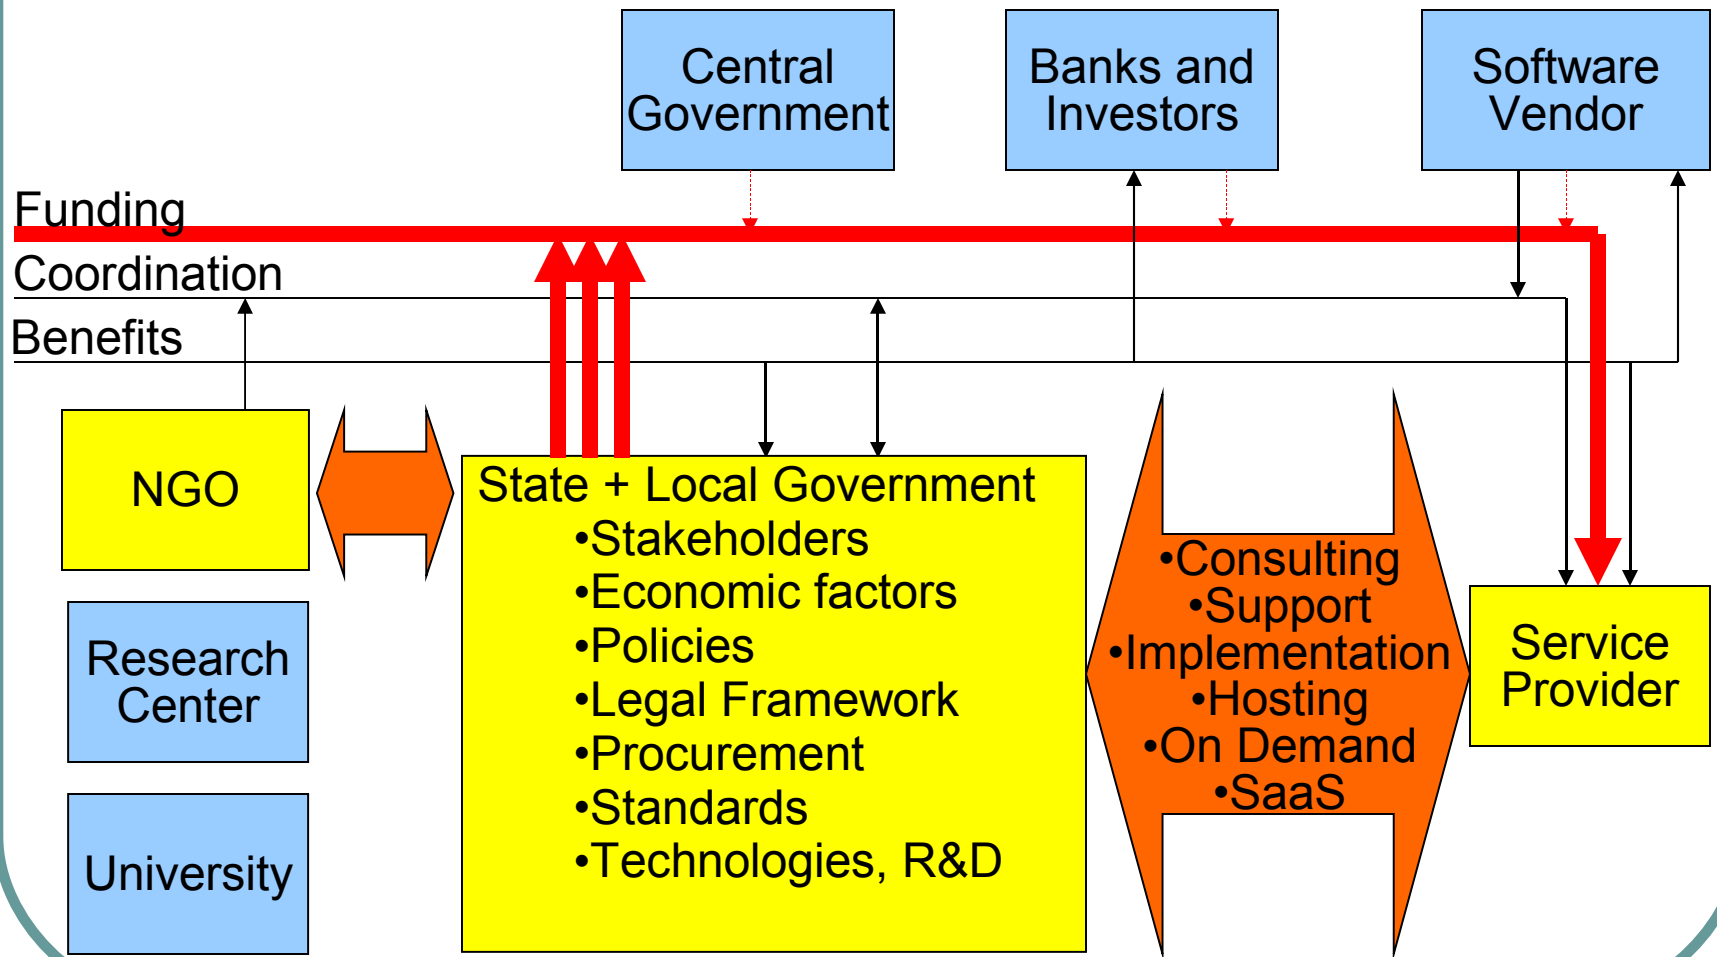 Central
Government
Banks and
Investors
Software
Vendor
Funding
Coordination
Benefits
NGO
Research
Center
University
State + Local Government
•Stakeholders
•Economic factors
•Policies
•Legal Framework
•Procurement
•Standards
•Technologies, R&D
•Consulting
•Support
•Implementation
•Hosting
•On Demand
•SaaS
Service
Provider